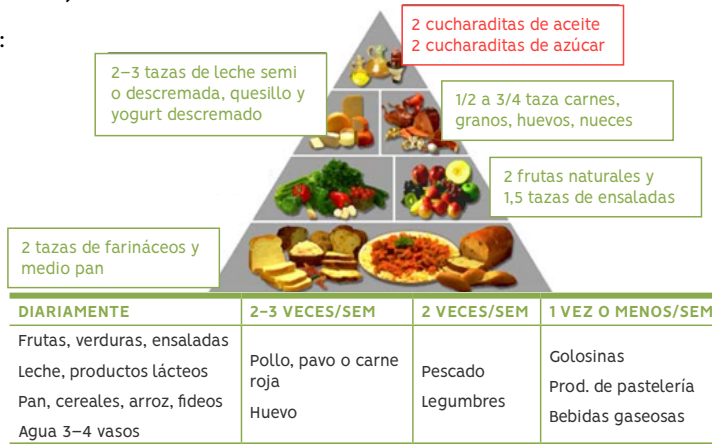 :
2 cucharaditas de aceite
2 cucharaditas de azúcar
2–3 tazas de leche semi
o descremada, quesillo y
yogurt descremado
1/2 a 3/4 taza carnes,
granos, huevos, nueces
2 frutas naturales y
1,5 tazas de ensaladas
2 tazas de farináceos y
medio pan
DIARIAMENTE
2–3 VECES/SEM
2 VECES/SEM
1 VEZ O MENOS/SEM
Frutas, verduras, ensaladas
Leche, productos lácteos
Pan, cereales, arroz, fideos
Agua 3–4 vasos
Pollo, pavo o carne
roja
Huevo
Pescado
Legumbres
Golosinas
Prod. de pastelería
Bebidas gaseosas